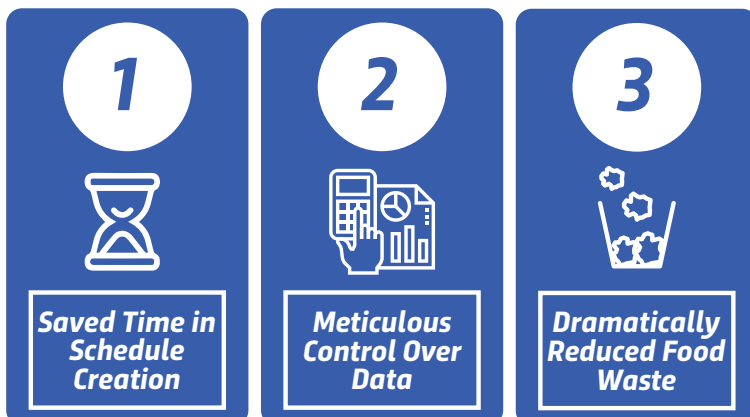 1
Saved Time in
Schedule
Creation
2
Meticulous
Control Over
Data
3
Dramatically
Reduced Food
Waste